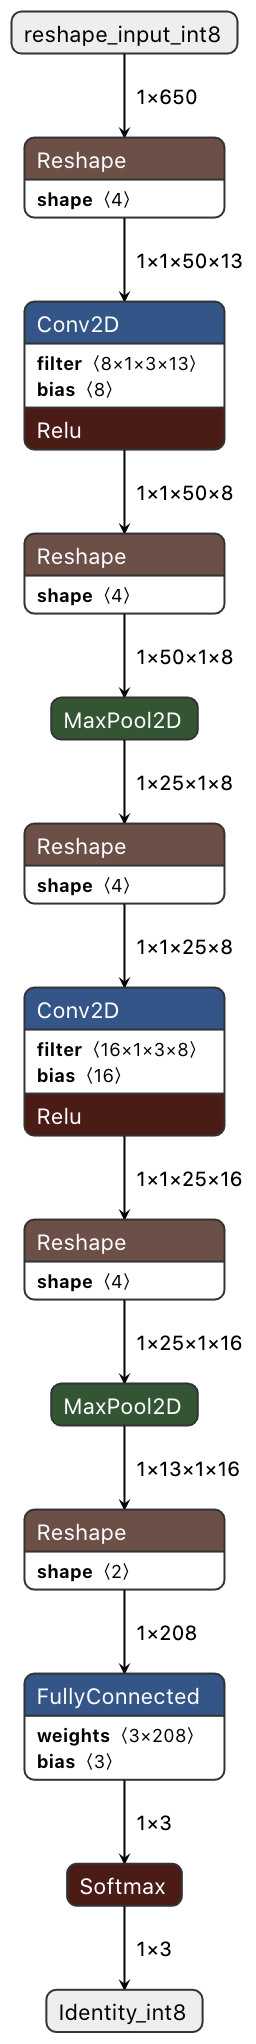 reshape_input_int8
1×650
Reshape
shape ⟨4⟩
1×1×50×13
Conv2D
filter ⟨8×1×3×13⟩
bias ⟨8⟩
Relu
1×1×50×8
Reshape
shape ⟨4⟩
1×50×1×8
MaxPool2D
1×25×1×8
Reshape
shape ⟨4⟩
1×1×25×8
Conv2D
filter ⟨16×1×3×8⟩
bias ⟨16⟩
Relu
1×1×25×16
Reshape
shape ⟨4⟩
1×25×1×16
MaxPool2D
1×13×1×16
Reshape
shape ⟨2⟩
1×208
FullyConnected
weights ⟨3×208⟩
bias ⟨3⟩
1×3
Softmax
1×3
Identity_int8